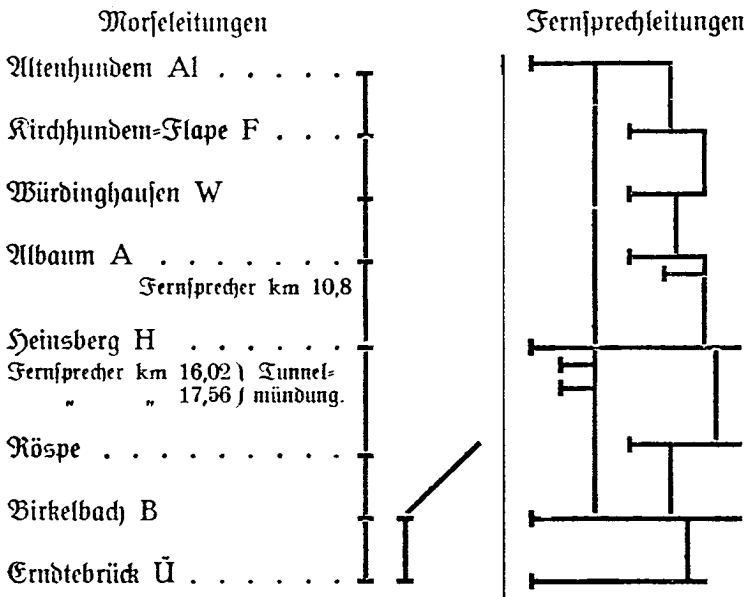 Morseleitungen
Fernsprechleitungen
Altenhundem Al . . . . . .
Kirchhundem-Flape F . . . .
Würdinghausen W
Albaum A . . . . . . . .
Fernsprecher km 10,8
Heinsberg H . . . . . .
Fernsprecher km 16,02 } Tunnel-
„ „ 17,56 } mündung.
Röspe . . . . . . . . . .
Birkelbach B
Erndtebrück Ü . . . . . . .